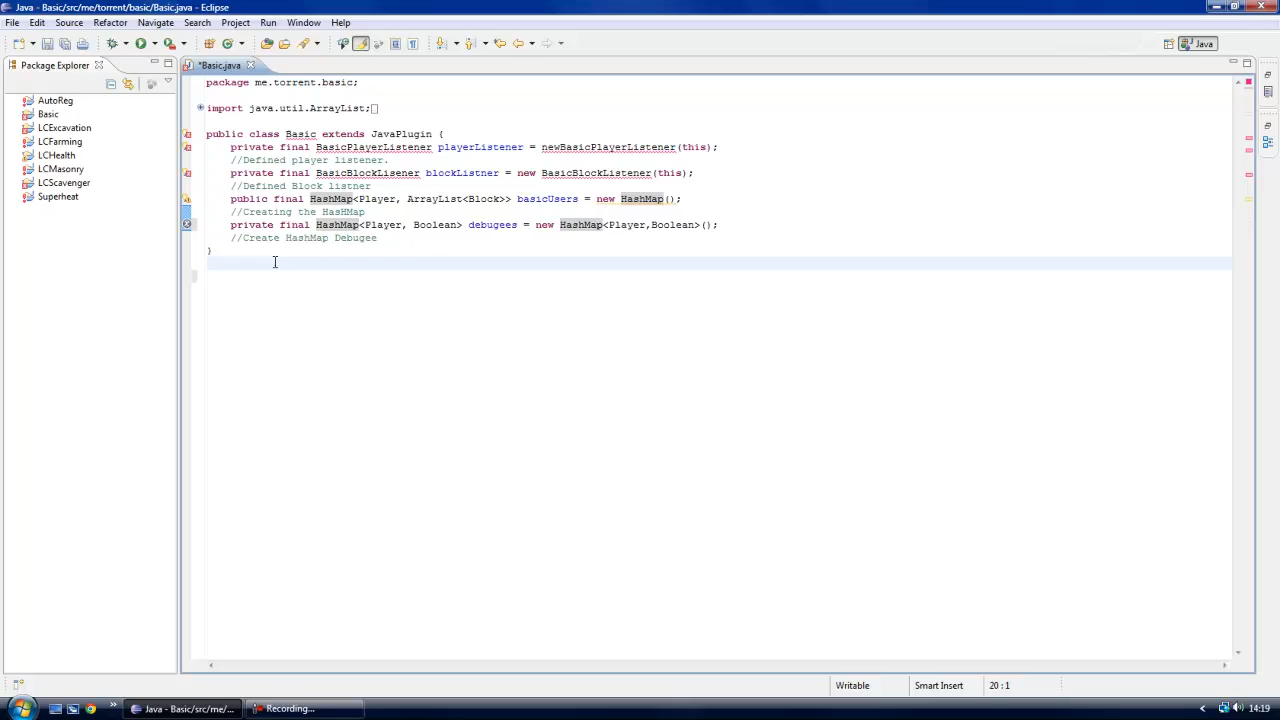 Java - Basic/src/me/torrent/basic/Basic.java - Eclipse
File Edit Source Refactor Navigate Search Project Run Window Help
Java
Package Explorer
*Basic.java
AutoReg
Basic
LCExcavation
LCFarming
LCHealth
LCMasonry
LCScavenger
Superheat
package me.torrent.basic;
import java.util.ArrayList;
public class Basic extends JavaPlugin {
private final BasicPlayerListener playerListener = newBasicPlayerListener(this);
//Defined player listener.
private final BasicBlockLisener blockListner = new BasicBlockListener(this);
//Defined Block listner
public final HashMap<Player, ArrayList<Block>> basicUsers = new HashMap();
//Creating the HasHMap
private final HashMap<Player, Boolean> debugees = new HashMap<Player,Boolean>();
//Create HashMap Debugee
}
Writable Smart Insert 20 : 1
Java - Basic/src/me/... Recording... 14:19